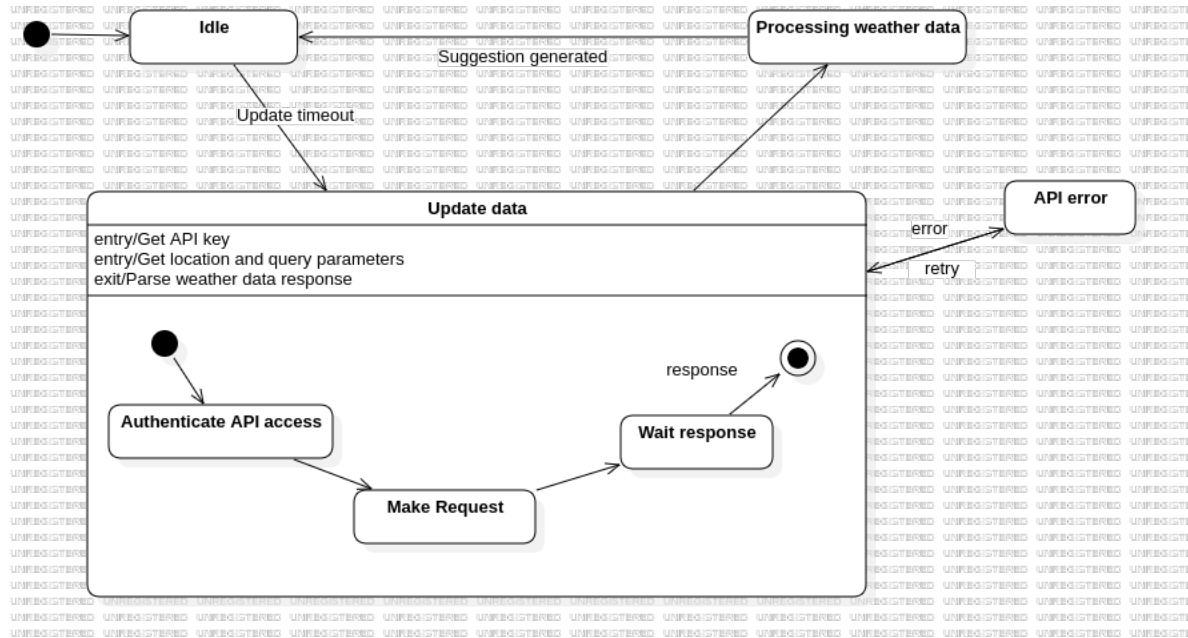 Idle
Processing weather data
Suggestion generated
Update timeout
Update data
API error
entry/Get API key
entry/Get location and query parameters
exit/Parse weather data response
error
retry
response
Authenticate API access
Wait response
Make Request
UNREGISTERED